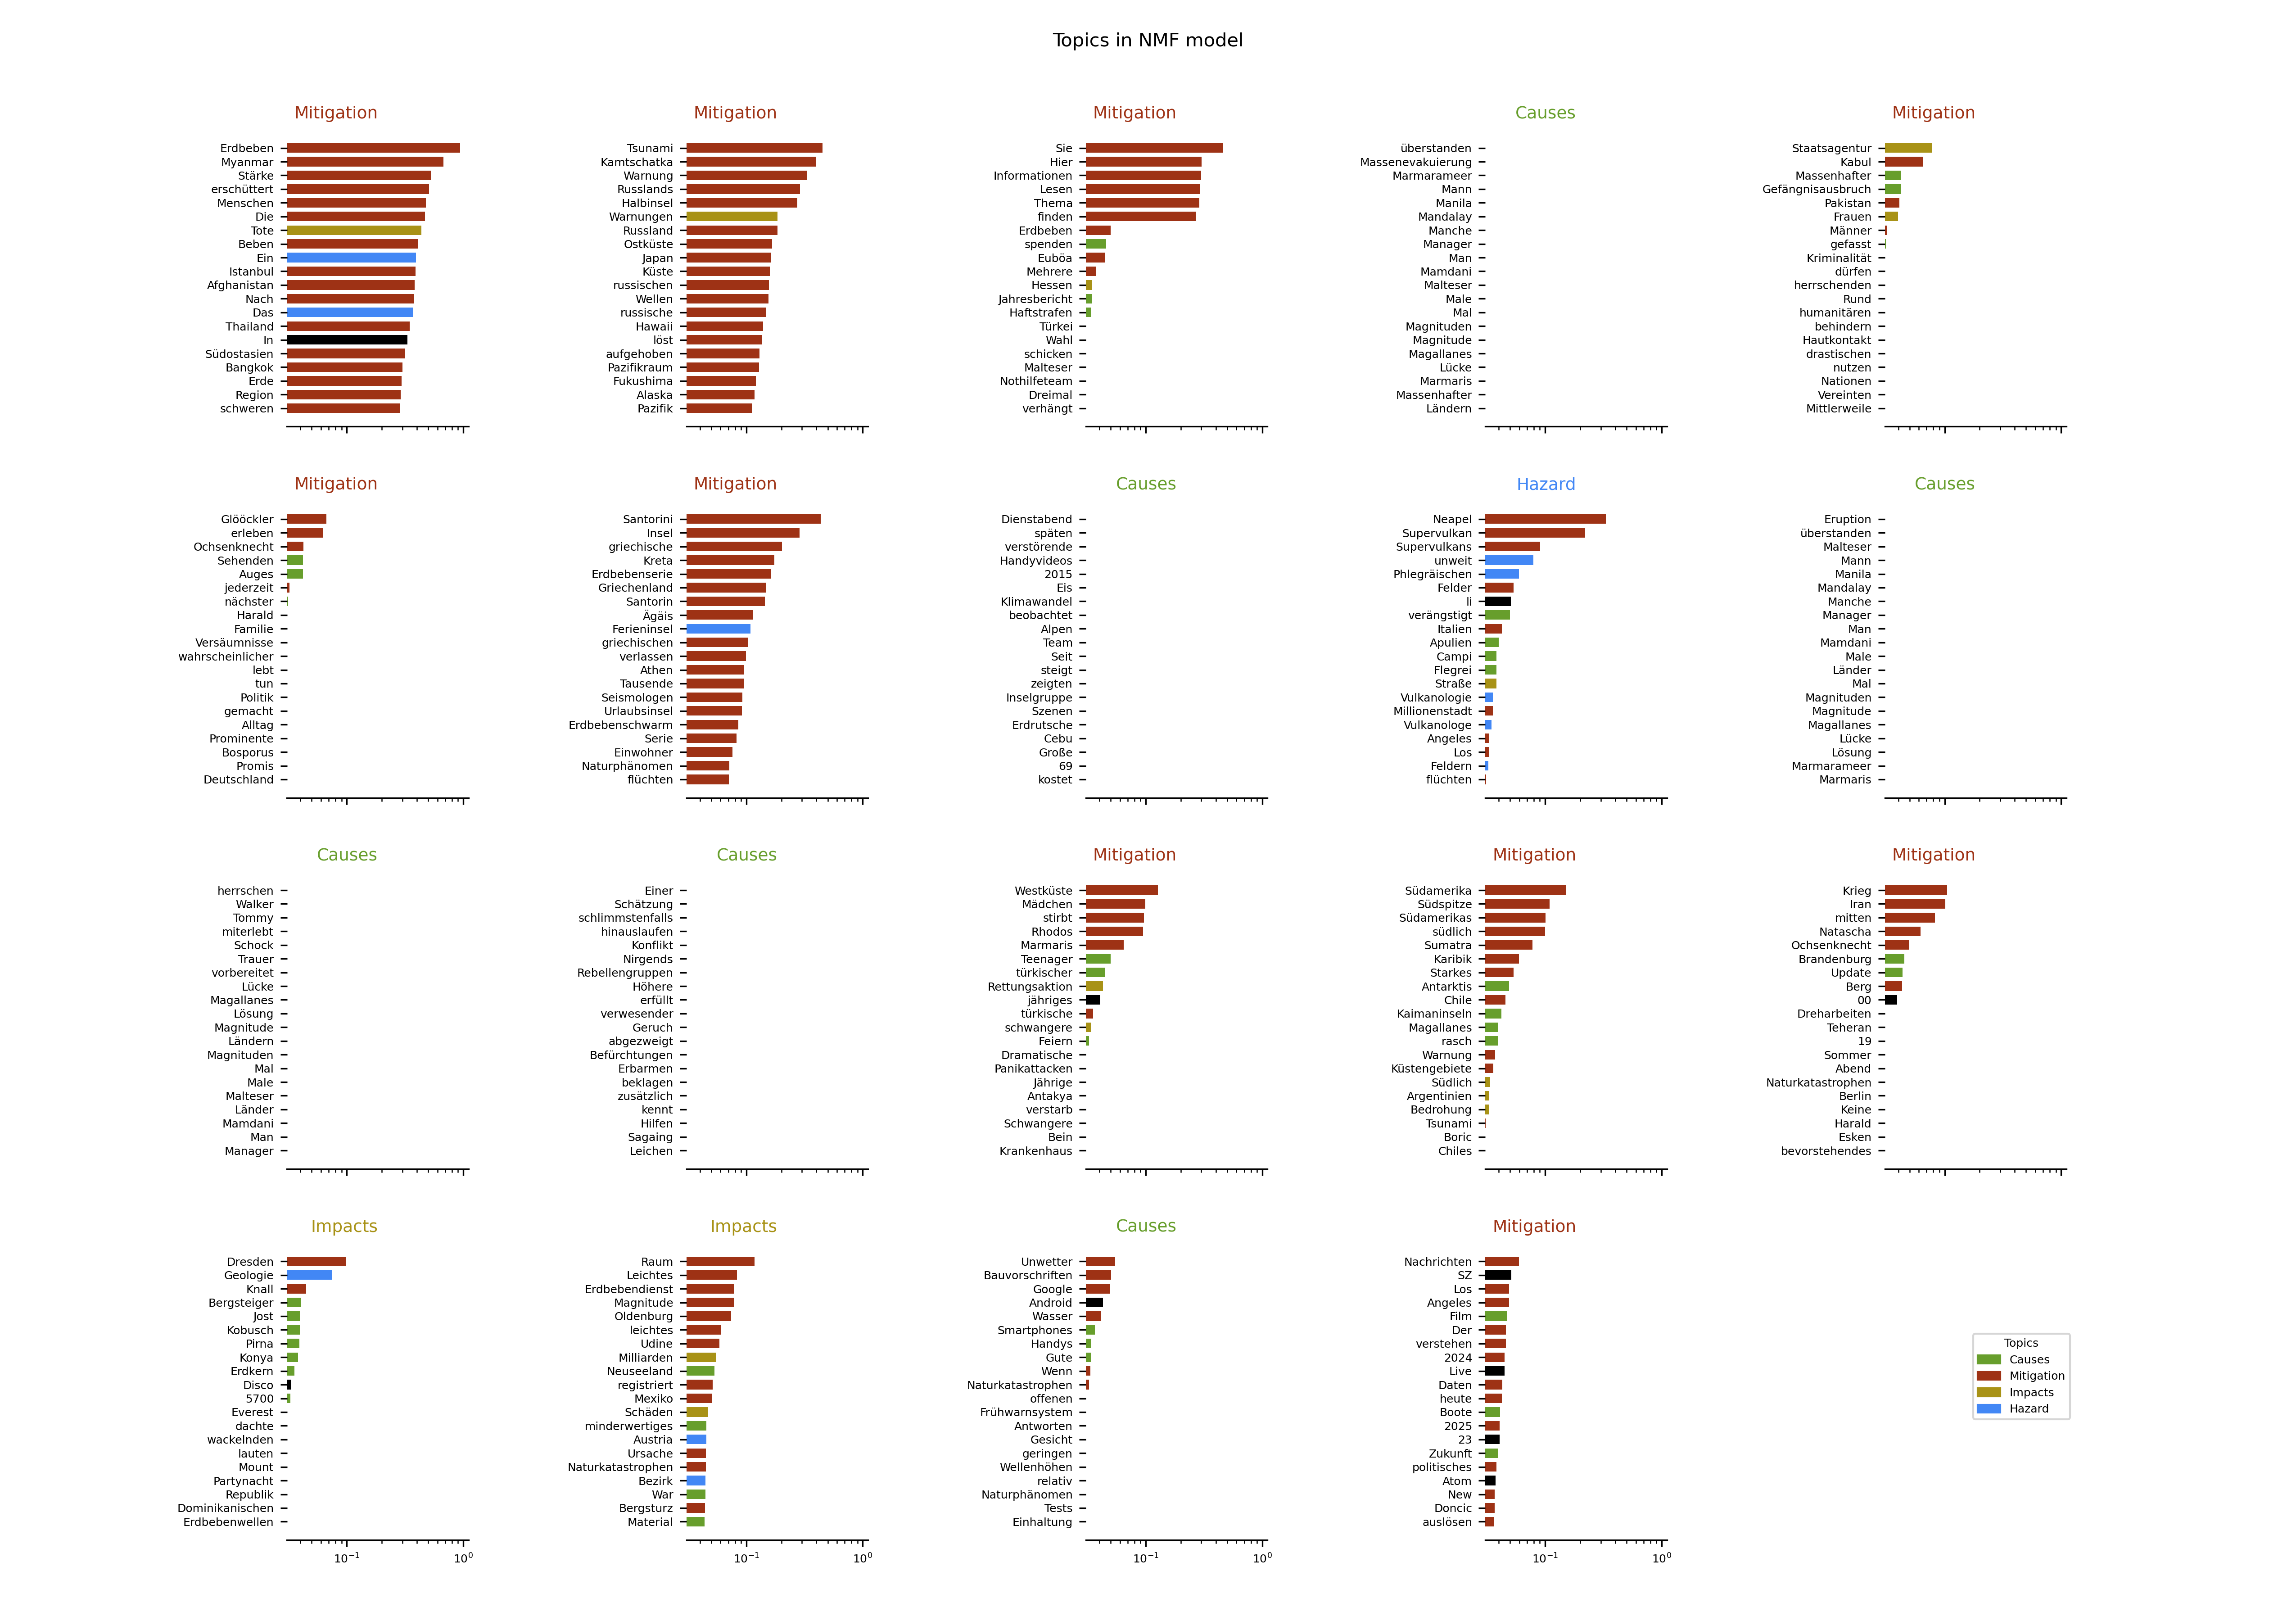 Topics in NMF model
Mitigation
Erdbeben
Myanmar
Stärke
erschüttert
Menschen
Die
Tote
Beben
Ein
Istanbul
Afghanistan
Nach
Das
Thailand
In
Südostasien
Bangkok
Erde
Region
schweren
Mitigation
Tsunami
Kamtschatka
Warnung
Russlands
Halbinsel
Warnungen
Russland
Ostküste
Japan
Küste
russischen
Wellen
russische
Hawaii
löst
aufgehoben
Pazifikraum
Fukushima
Alaska
Pazifik
Mitigation
Sie
Hier
Informationen
Lesen
Thema
finden
Erdbeben
spenden
Euböa
Mehrere
Hessen
Jahresbericht
Haftstrafen
Türkei
Wahl
schicken
Malteser
Nothilfeteam
Dreimal
verhängt
Causes
überstanden
Massenevakuierung
Marmarameer
Mann
Manila
Mandalay
Manche
Manager
Man
Mamdani
Malteser
Male
Mal
Magnituden
Magnitude
Magallanes
Lücke
Marmaris
Massenhafter
Ländern
Mitigation
Staatsagentur
Kabul
Massenhafter
Gefängnisausbruch
Pakistan
Frauen
Männer
gefasst
Kriminalität
dürfen
herrschenden
Rund
humanitären
behindern
Hautkontakt
drastischen
nutzen
Nationen
Vereinten
Mittlerweile
Mitigation
Glööckler
erleben
Ochsenknecht
Sehenden
Auges
jederzeit
nächster
Harald
Familie
Versäumnisse
wahrscheinlicher
lebt
tun
Politik
gemacht
Alltag
Prominente
Bosporus
Promis
Deutschland
Mitigation
Santorini
Insel
griechische
Kreta
Erdbebenserie
Griechenland
Santorin
Ägäis
Ferieninsel
griechischen
verlassen
Athen
Tausende
Seismologen
Urlaubsinsel
Erdbebenschwarm
Serie
Einwohner
Naturphänomen
flüchten
Causes
Dienstabend
späten
verstörende
Handyvideos
2015
Eis
Klimawandel
beobachtet
Alpen
Team
Seit
steigt
zeigten
Inselgruppe
Szenen
Erdrutsche
Cebu
Große
69
kostet
Hazard
Neapel
Supervulkan
Supervulkans
unweit
Phlegräischen
Felder
li
verängstigt
Italien
Apulien
Campi
Flegrei
Straße
Vulkanologie
Millionenstadt
Vulkanologe
Angeles
Los
Feldern
flüchten
Causes
Eruption
überstanden
Malteser
Mann
Manila
Mandalay
Manche
Manager
Man
Mamdani
Male
Länder
Mal
Magnituden
Magnitude
Magallanes
Lücke
Lösung
Marmarameer
Marmaris
Causes
herrschen
Walker
Tommy
miterlebt
Schock
Trauer
vorbereitet
Lücke
Magallanes
Lösung
Magnitude
Ländern
Magnituden
Mal
Male
Malteser
Länder
Mamdani
Man
Manager
Causes
Einer
Schätzung
schlimmstenfalls
hinauslaufen
Konflikt
Nirgends
Rebellengruppen
Höhere
erfüllt
verwesender
Geruch
abgezweigt
Befürchtungen
Erbarmen
beklagen
zusätzlich
kennt
Hilfen
Sagaing
Leichen
Mitigation
Westküste
Mädchen
stirbt
Rhodos
Marmaris
Teenager
türkischer
Rettungsaktion
jähriges
türkische
schwangere
Feiern
Dramatische
Panikattacken
Jährige
Antakya
verstarb
Schwangere
Bein
Krankenhaus
Mitigation
Südamerika
Südspitze
Südamerikas
südlich
Sumatra
Karibik
Starkes
Antarktis
Chile
Kaimaninseln
Magallanes
rasch
Warnung
Küstengebiete
Südlich
Argentinien
Bedrohung
Tsunami
Boric
Chiles
Mitigation
Krieg
Iran
mitten
Natascha
Ochsenknecht
Brandenburg
Update
Berg
00
Dreharbeiten
Teheran
19
Sommer
Abend
Naturkatastrophen
Berlin
Keine
Harald
Esken
bevorstehendes
Impacts
Dresden
Geologie
Knall
Bergsteiger
Jost
Kobusch
Pirna
Konya
Erdkern
Disco
5700
Everest
dachte
wackelnden
lauten
Mount
Partynacht
Republik
Dominikanischen
Erdbebenwellen
10⁻¹ 10⁰
Impacts
Raum
Leichtes
Erdbebendienst
Magnitude
Oldenburg
leichtes
Udine
Milliarden
Neuseeland
registriert
Mexiko
Schäden
minderwertiges
Austria
Ursache
Naturkatastrophen
Bezirk
War
Bergsturz
Material
10⁻¹ 10⁰
Causes
Unwetter
Bauvorschriften
Google
Android
Wasser
Smartphones
Handys
Gute
Wenn
Naturkatastrophen
offenen
Frühwarnsystem
Antworten
Gesicht
geringen
Wellenhöhen
relativ
Naturphänomen
Tests
Einhaltung
10⁻¹ 10⁰
Mitigation
Nachrichten
SZ
Los
Angeles
Film
Der
verstehen
2024
Live
Daten
heute
Boote
2025
23
Zukunft
politisches
Atom
New
Doncic
auslösen
10⁻¹ 10⁰
Topics
Causes
Mitigation
Impacts
Hazard